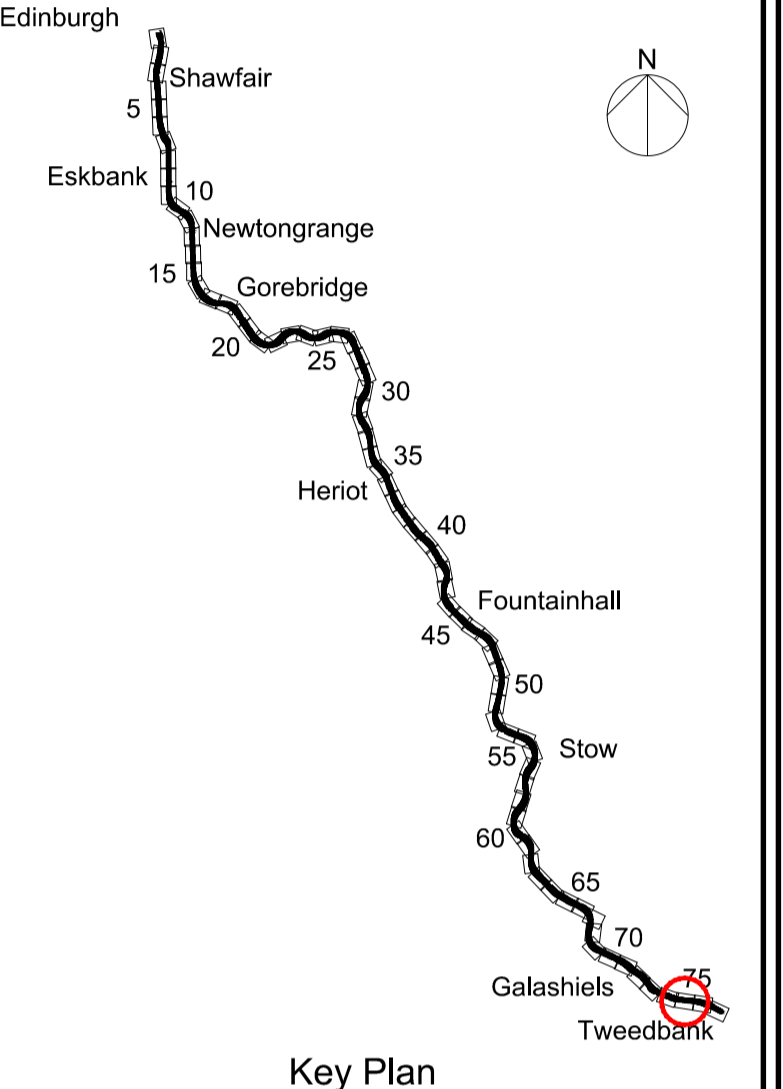 Edinburgh
N
Shawfair
5
Eskbank
10
Newtongrange
15
Gorebridge
20
25
30
35
Heriot
40
Fountainhall
45
50
Stow
55
60
65
70
75
Galashiels
Tweedbank
Key Plan